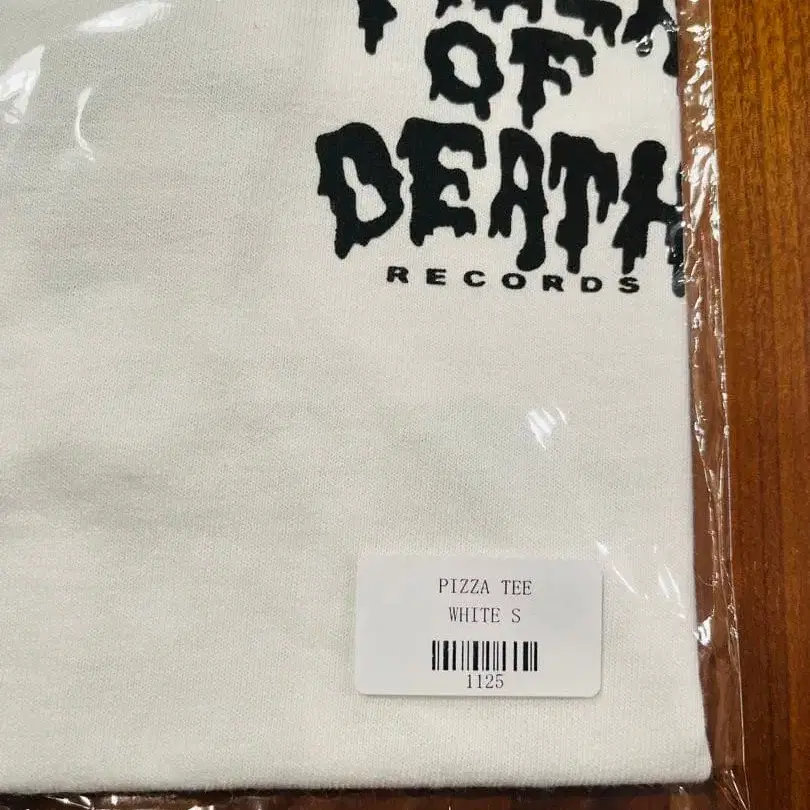 OF
DEATH
RECORDS
PIZZA TEE
WHITE S
1125